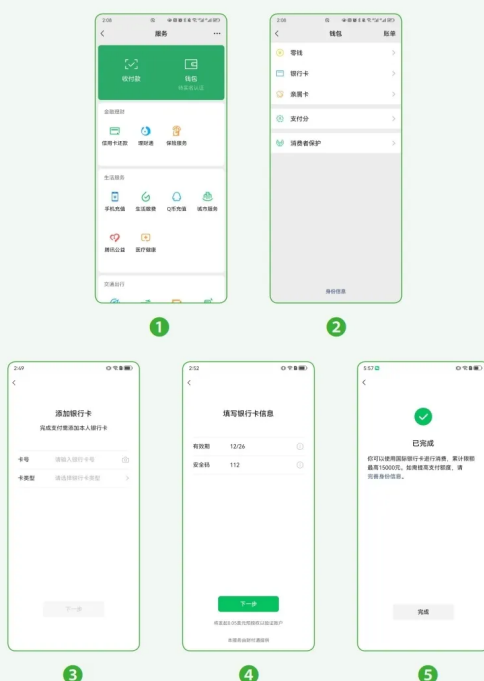 2:08
服务
收付款
钱包
金融理财
信用卡还款 理财通 保险服务
生活服务
手机充值 生活缴费 Q币充值 城市服务
腾讯公益 医疗健康
交通出行
1
2:08
钱包
账单
零钱
银行卡
亲属卡
支付分
消费者保护
身份信息
2
2:49
添加银行卡
完成支付需添加本人银行卡
卡号 请输入银行卡号
卡类型 请选择银行卡类型
下一步
3
2:52
填写银行卡信息
有效期 12/26
安全码 112
下一步
本服务由财付通提供
4
5:57
已完成
你可以使用国际银行卡进行消费，累计限额
最高15000元。如需提高支付额度，请
完善身份信息。
完成
5